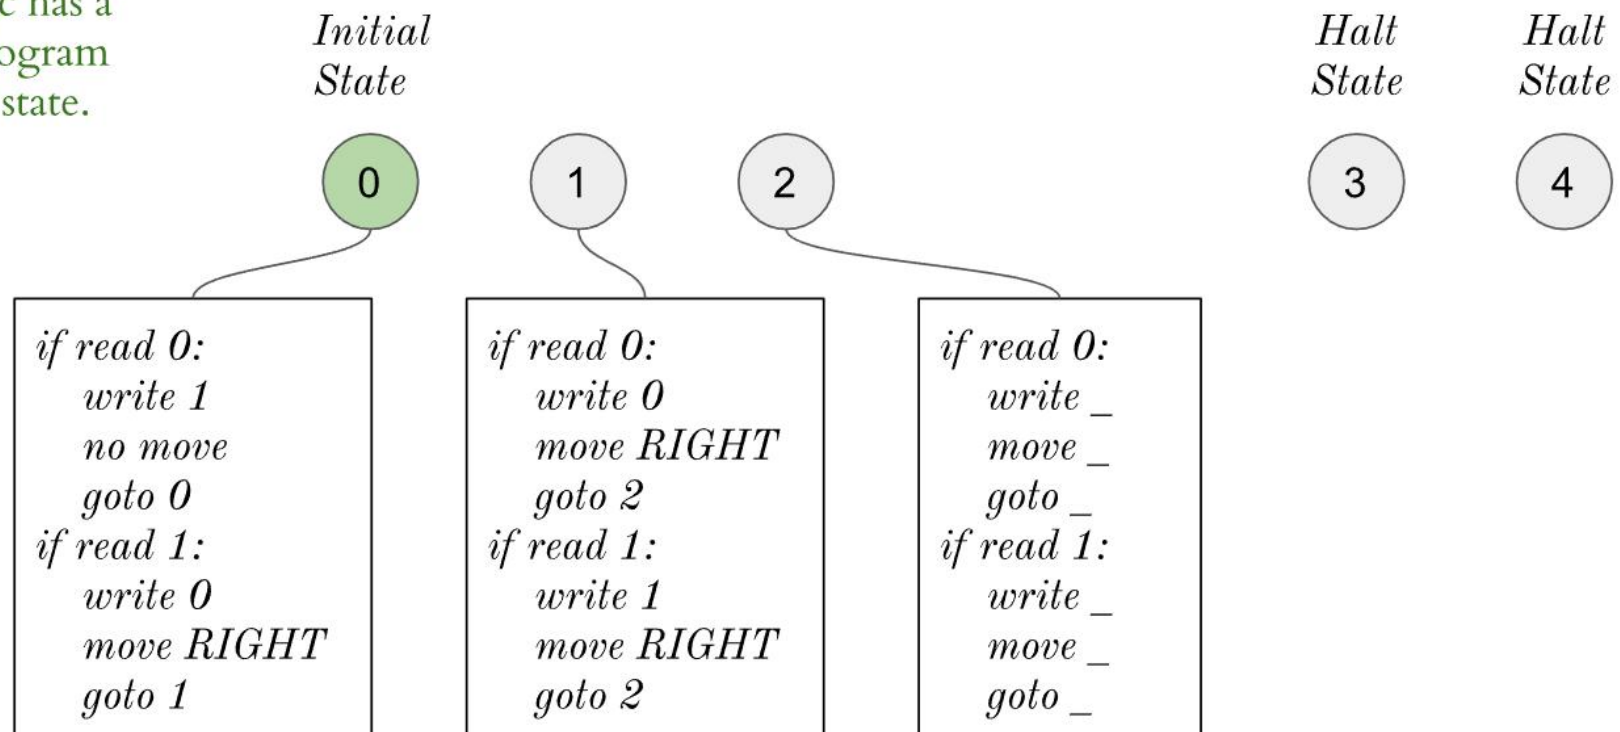 c has a
ogram
state.
Initial
State
Halt
State
Halt
State
0
1
2
3
4
if read 0:
write 1
no move
goto 0
if read 1:
write 0
move RIGHT
goto 1
if read 0:
write 0
move RIGHT
goto 2
if read 1:
write 1
move RIGHT
goto 2
if read 0:
write _
move _
goto _
if read 1:
write _
move _
goto _